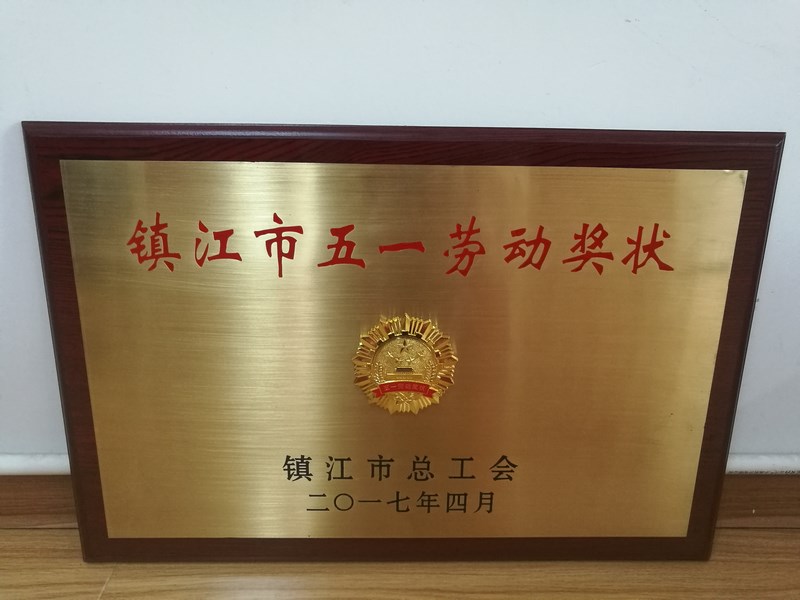 镇江市五一劳动奖状
镇江市总工会
二〇一七年四月